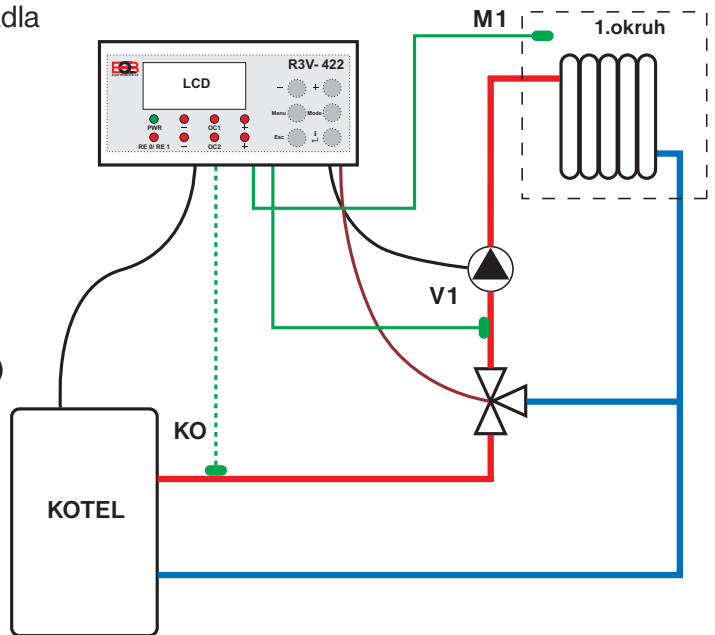 adla
M1
1.okruh
R3V- 422
LCD
− +
Menu Mode
PWR − OC1 +
Esc i
RE 0/ RE 1 − OC2 +
V1
)
KO
KOTEL